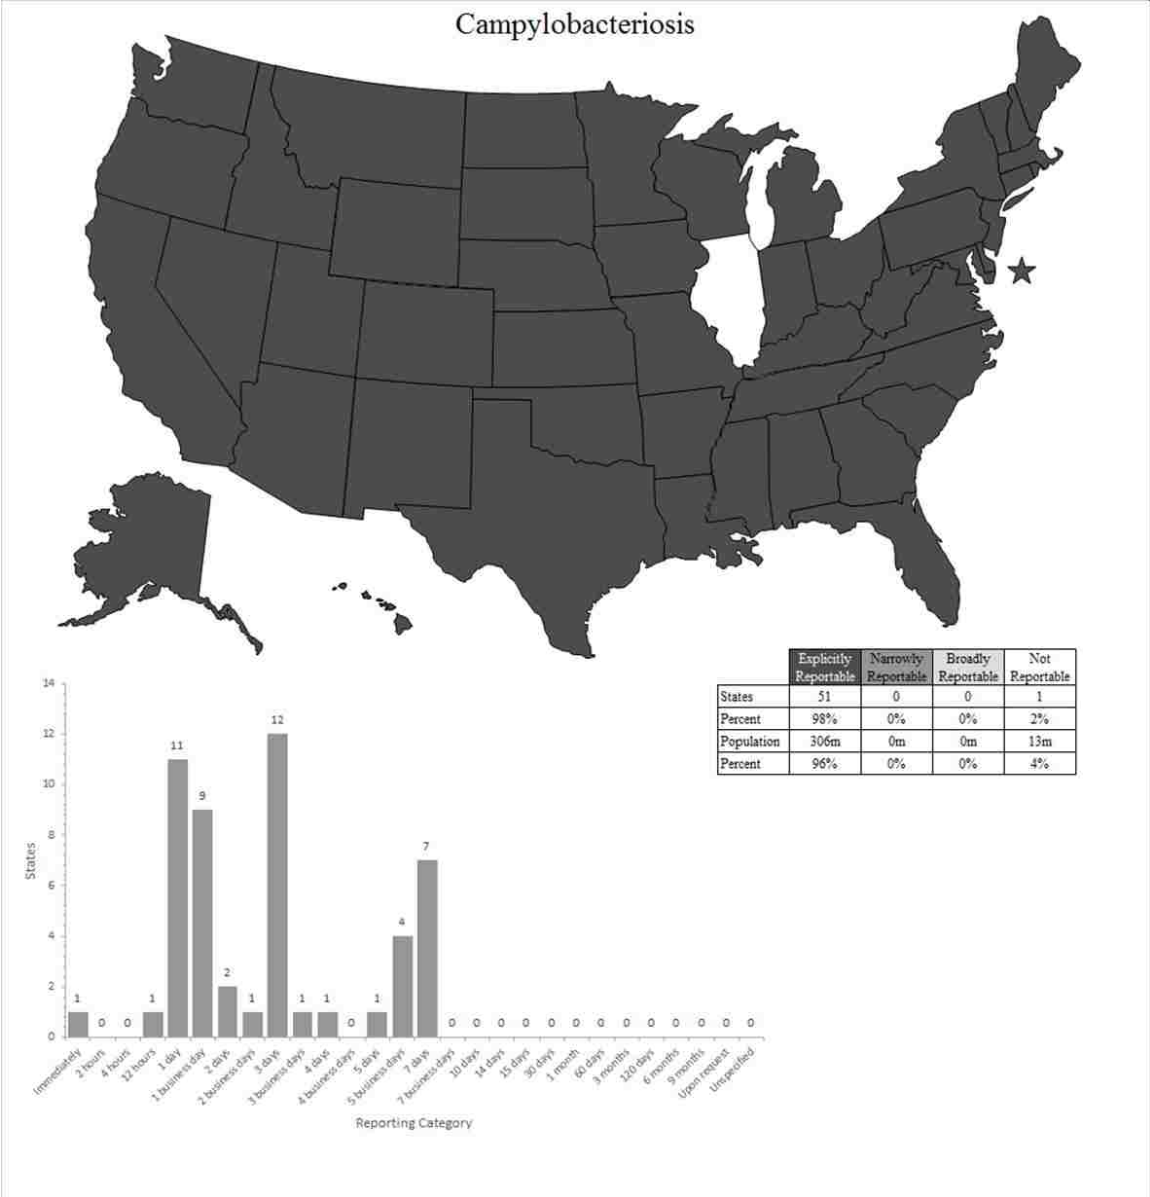 Campylobacteriosis
Explicitly Reportable Narrowly Reportable Broadly Reportable Not Reportable
States 51 0 0 1
Percent 98% 0% 0% 2%
Population 306m 0m 0m 13m
Percent 96% 0% 0% 4%
14
12
10
8
6
4
2
0
States
1 0 0 1 11 9 2 1 12 1 1 0 1 4 7 0 0 0 0 0 0 0 0 0 0 0 0 0
Immediately
2 hours
4 hours
12 hours
1 day
1 business day
2 days
2 business days
3 days
3 business days
4 days
4 business days
5 days
5 business days
7 days
7 business days
10 days
14 days
15 days
30 days
1 month
60 days
3 months
120 days
6 months
9 months
Upon request
Unspecified
Reporting Category